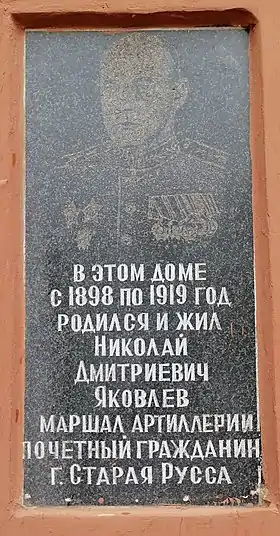 В ЭТОМ ДОМЕ
С 1898 ПО 1919 ГОД
РОДИЛСЯ И ЖИЛ
НИКОЛАЙ
ДМИТРИЕВИЧ
ЯКОВЛЕВ
МАРШАЛ АРТИЛЛЕРИИ
ПОЧЕТНЫЙ ГРАЖДАНИН
Г. СТАРАЯ РУССА